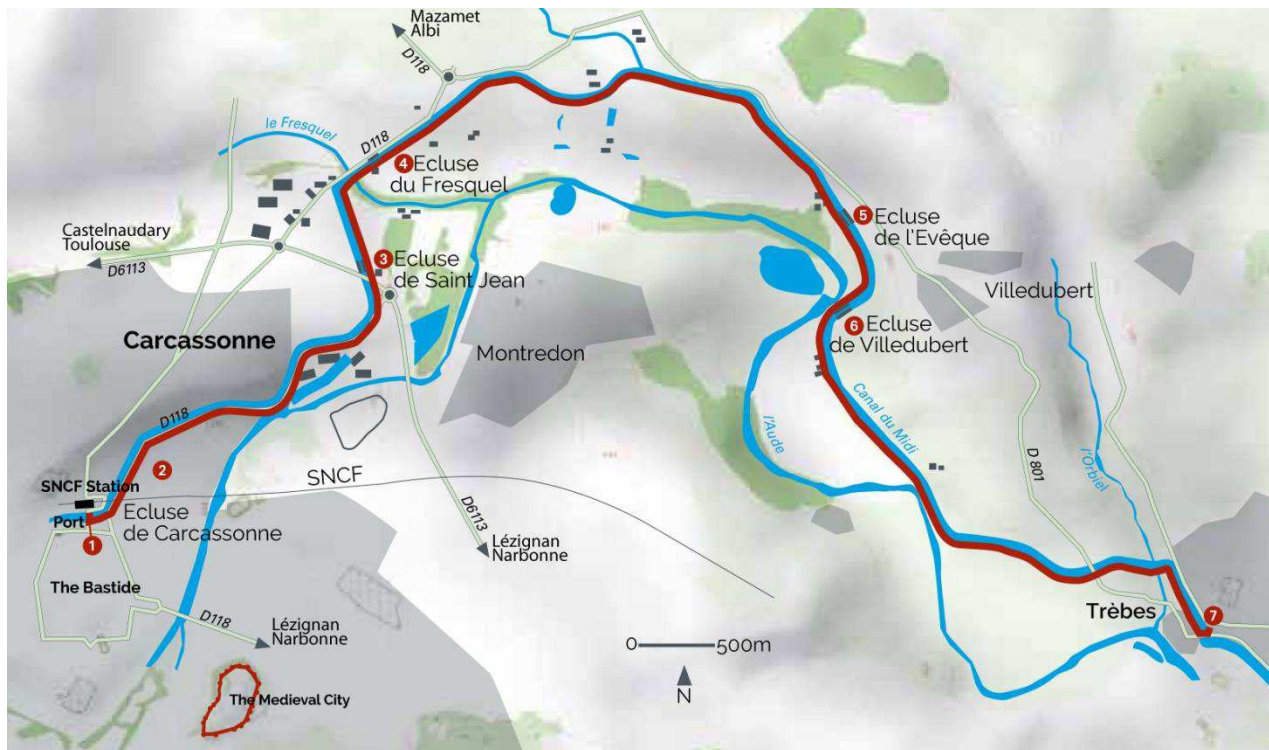 Mazamet
Albi
D118
le Fresquel
D118
4 Ecluse
du Fresquel
Castelnaudary
Toulouse
D6113
3 Ecluse
de Saint Jean
5 Ecluse
de l'Evêque
Villedubert
Carcassonne
Montredon
6 Ecluse
de Villedubert
D118
Canal du Midi
l'Aude
l'Orbiel
D 801
2
SNCF Station
SNCF
Port
Ecluse
de Carcassonne
1
D6113
Lézignan
Narbonne
The Bastide
D118
Lézignan
Narbonne
0 500m
N
Trèbes
7
The Medieval City